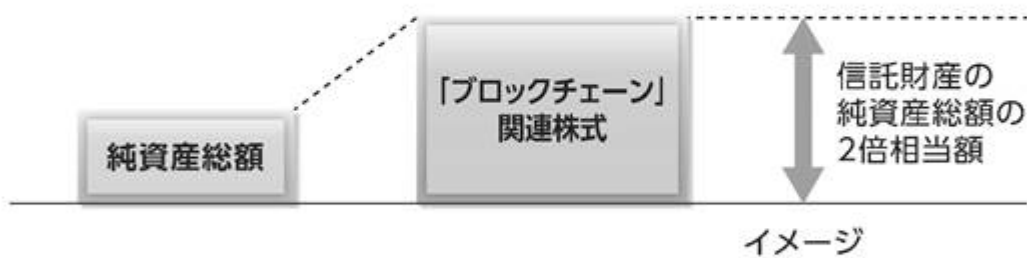 純資産総額
「ブロックチェーン」
関連株式
信託財産の
純資産総額の
2倍相当額
イメージ